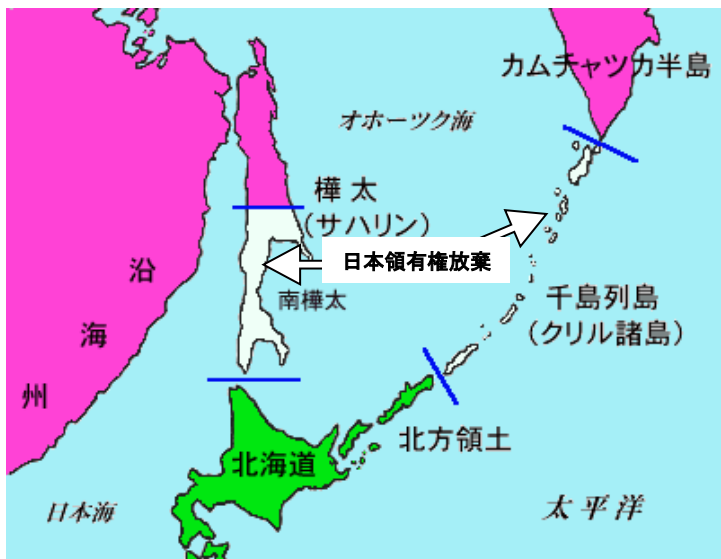 カムチャツカ半島
オホーツク海
樺 太
（サハリン）
日本領有権放棄
沿
海
州
南樺太
千島列島
（クリル諸島）
北方領土
北海道
日本海
太 平 洋